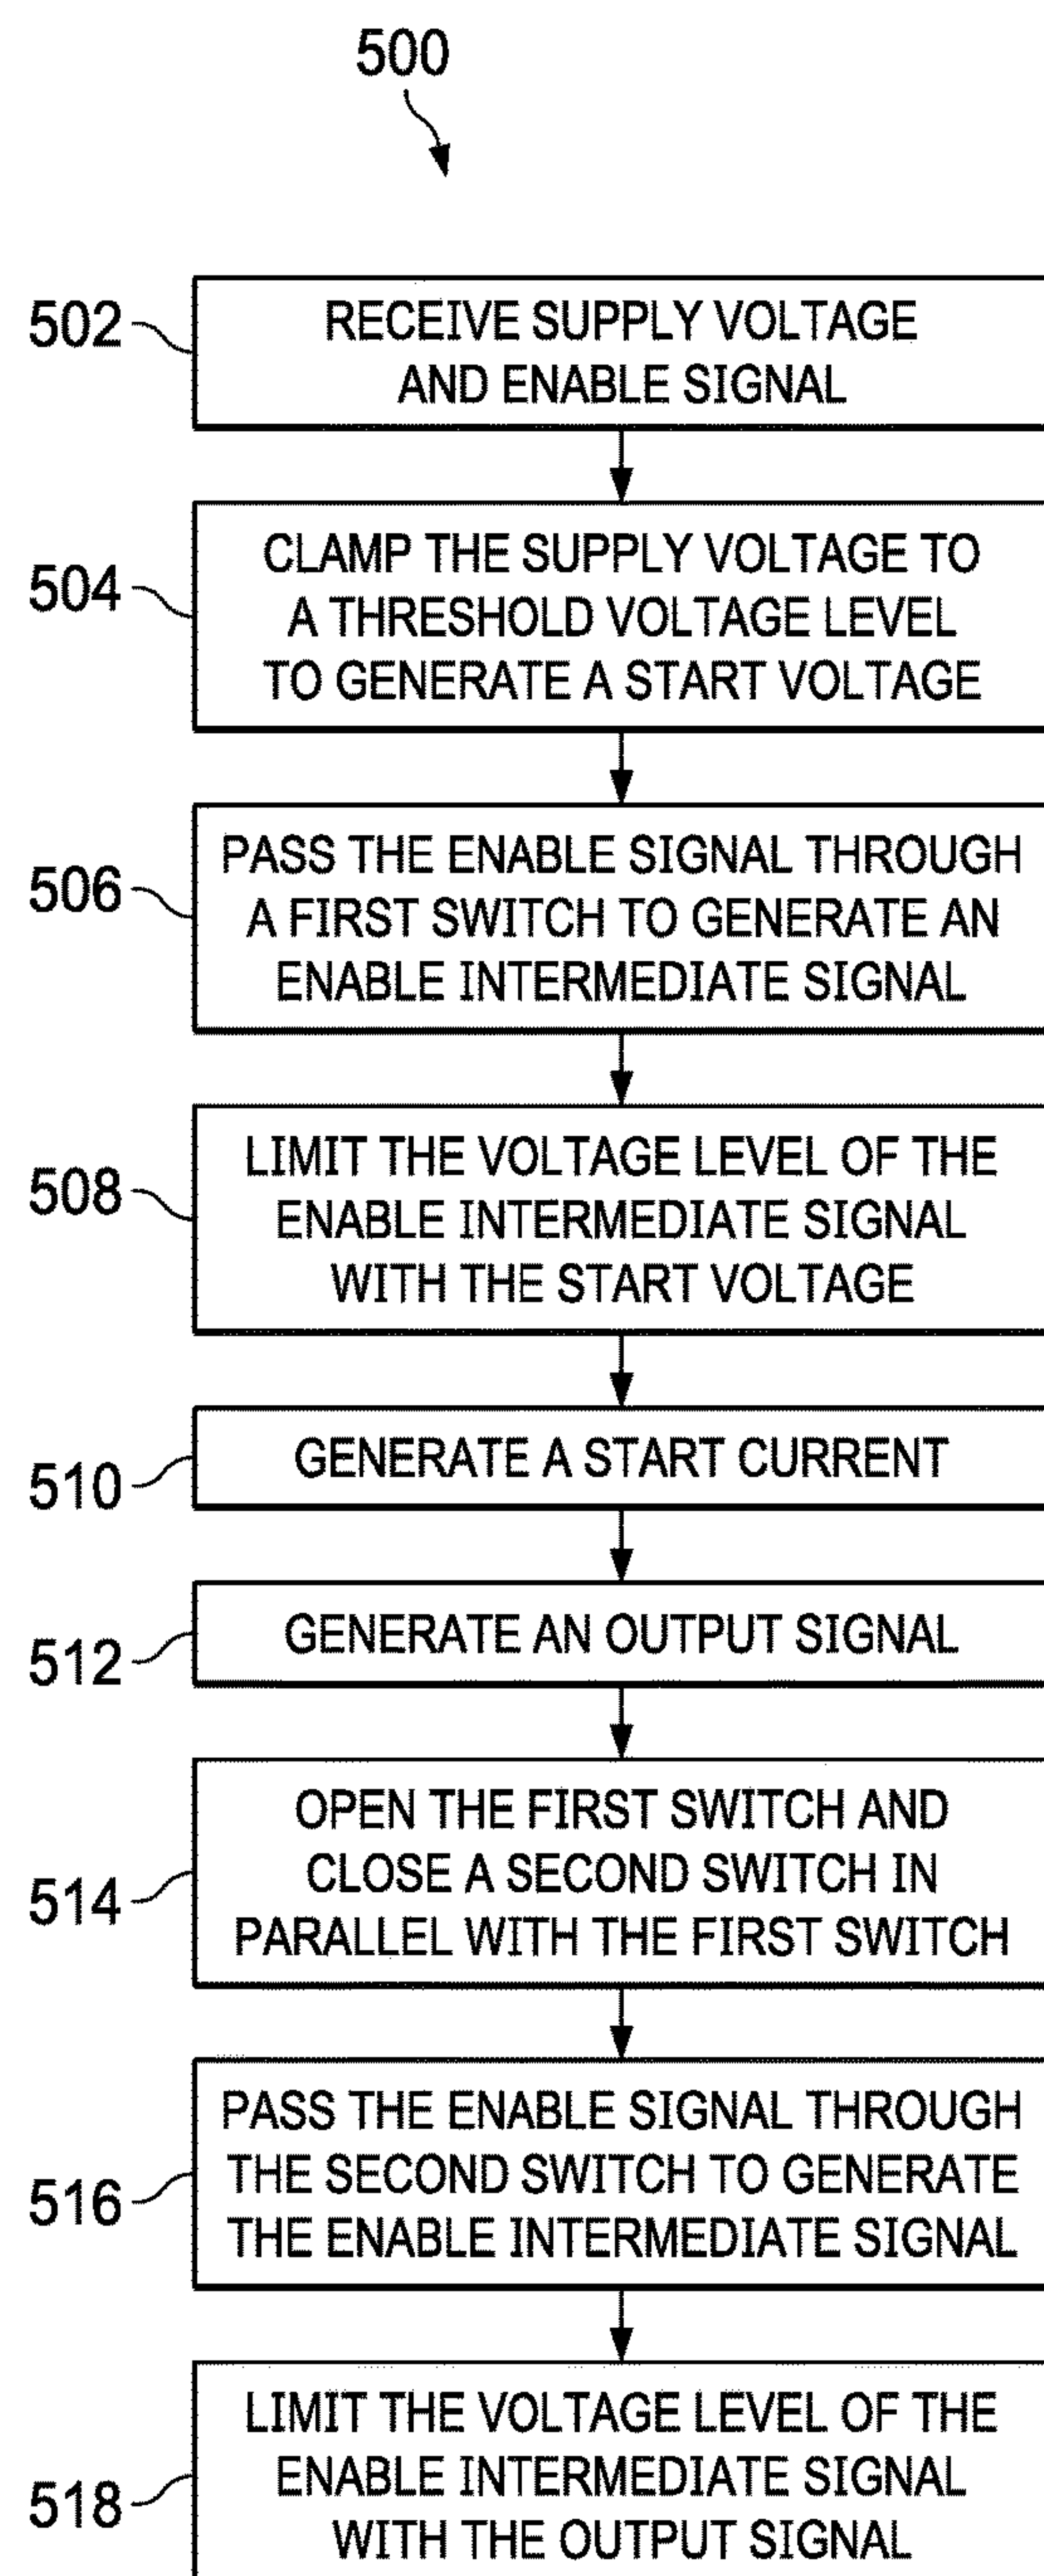 500
502
RECEIVE SUPPLY VOLTAGE
AND ENABLE SIGNAL
504
CLAMP THE SUPPLY VOLTAGE TO
A THRESHOLD VOLTAGE LEVEL
TO GENERATE A START VOLTAGE
506
PASS THE ENABLE SIGNAL THROUGH
A FIRST SWITCH TO GENERATE AN
ENABLE INTERMEDIATE SIGNAL
508
LIMIT THE VOLTAGE LEVEL OF THE
ENABLE INTERMEDIATE SIGNAL
WITH THE START VOLTAGE
510
GENERATE A START CURRENT
512
GENERATE AN OUTPUT SIGNAL
514
OPEN THE FIRST SWITCH AND
CLOSE A SECOND SWITCH IN
PARALLEL WITH THE FIRST SWITCH
516
PASS THE ENABLE SIGNAL THROUGH
THE SECOND SWITCH TO GENERATE
THE ENABLE INTERMEDIATE SIGNAL
518
LIMIT THE VOLTAGE LEVEL OF THE
ENABLE INTERMEDIATE SIGNAL
WITH THE OUTPUT SIGNAL